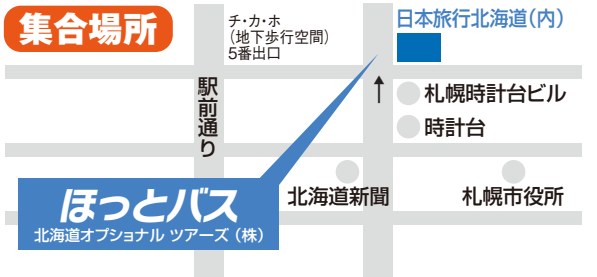 集合場所
チ・カ・ホ
（地下歩行空間）
5番出口
日本旅行北海道（内）
駅前通り
札幌時計台ビル
時計台
北海道新聞
札幌市役所
ほっとバス
北海道オプショナル ツアーズ（株）